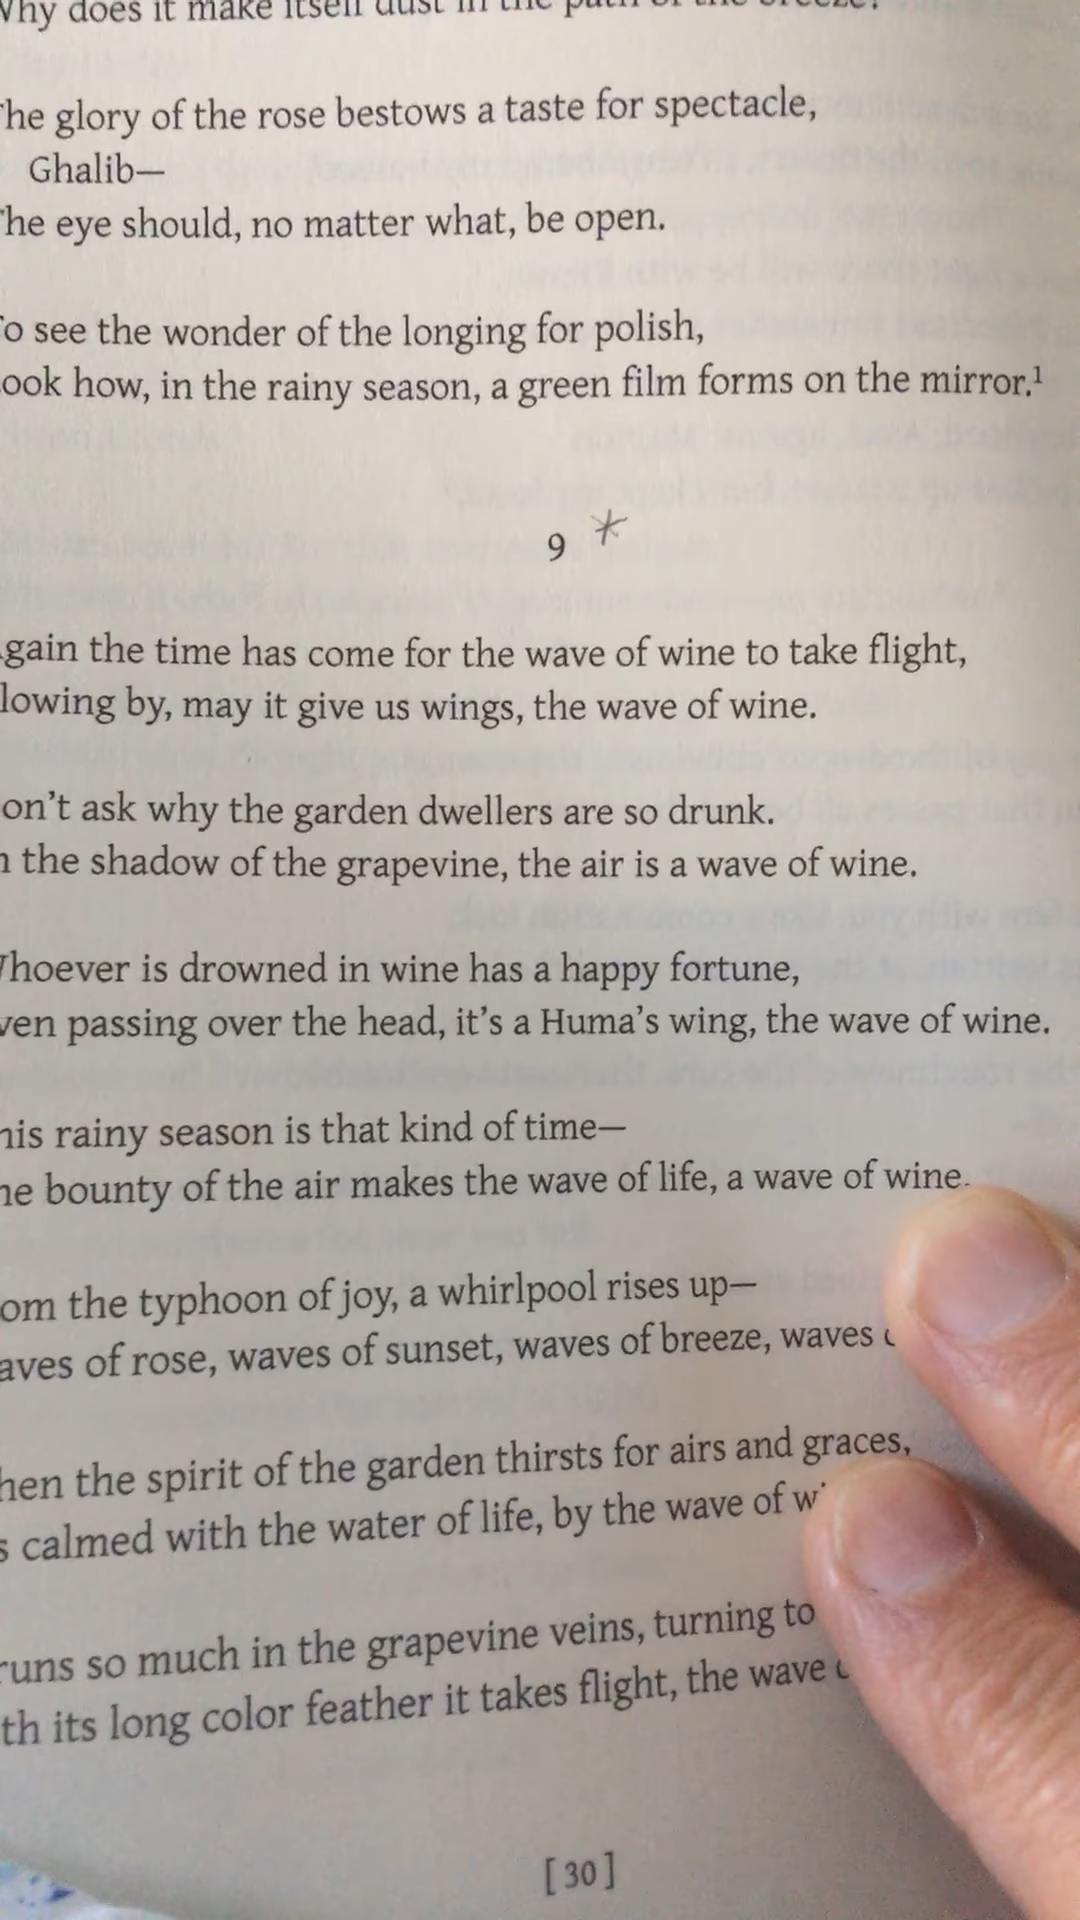 Why does it make itself dust in the path of the breeze?
The glory of the rose bestows a taste for spectacle,
Ghalib—
The eye should, no matter what, be open.
To see the wonder of the longing for polish,
ook how, in the rainy season, a green film forms on the mirror.¹
9 *
gain the time has come for the wave of wine to take flight,
lowing by, may it give us wings, the wave of wine.
on't ask why the garden dwellers are so drunk.
n the shadow of the grapevine, the air is a wave of wine.
Whoever is drowned in wine has a happy fortune,
ven passing over the head, it's a Huma's wing, the wave of wine.
his rainy season is that kind of time—
he bounty of the air makes the wave of life, a wave of wine.
om the typhoon of joy, a whirlpool rises up—
aves of rose, waves of sunset, waves of breeze, waves
hen the spirit of the garden thirsts for airs and graces,
s calmed with the water of life, by the wave of w
runs so much in the grapevine veins, turning to
th its long color feather it takes flight, the wave
[30]